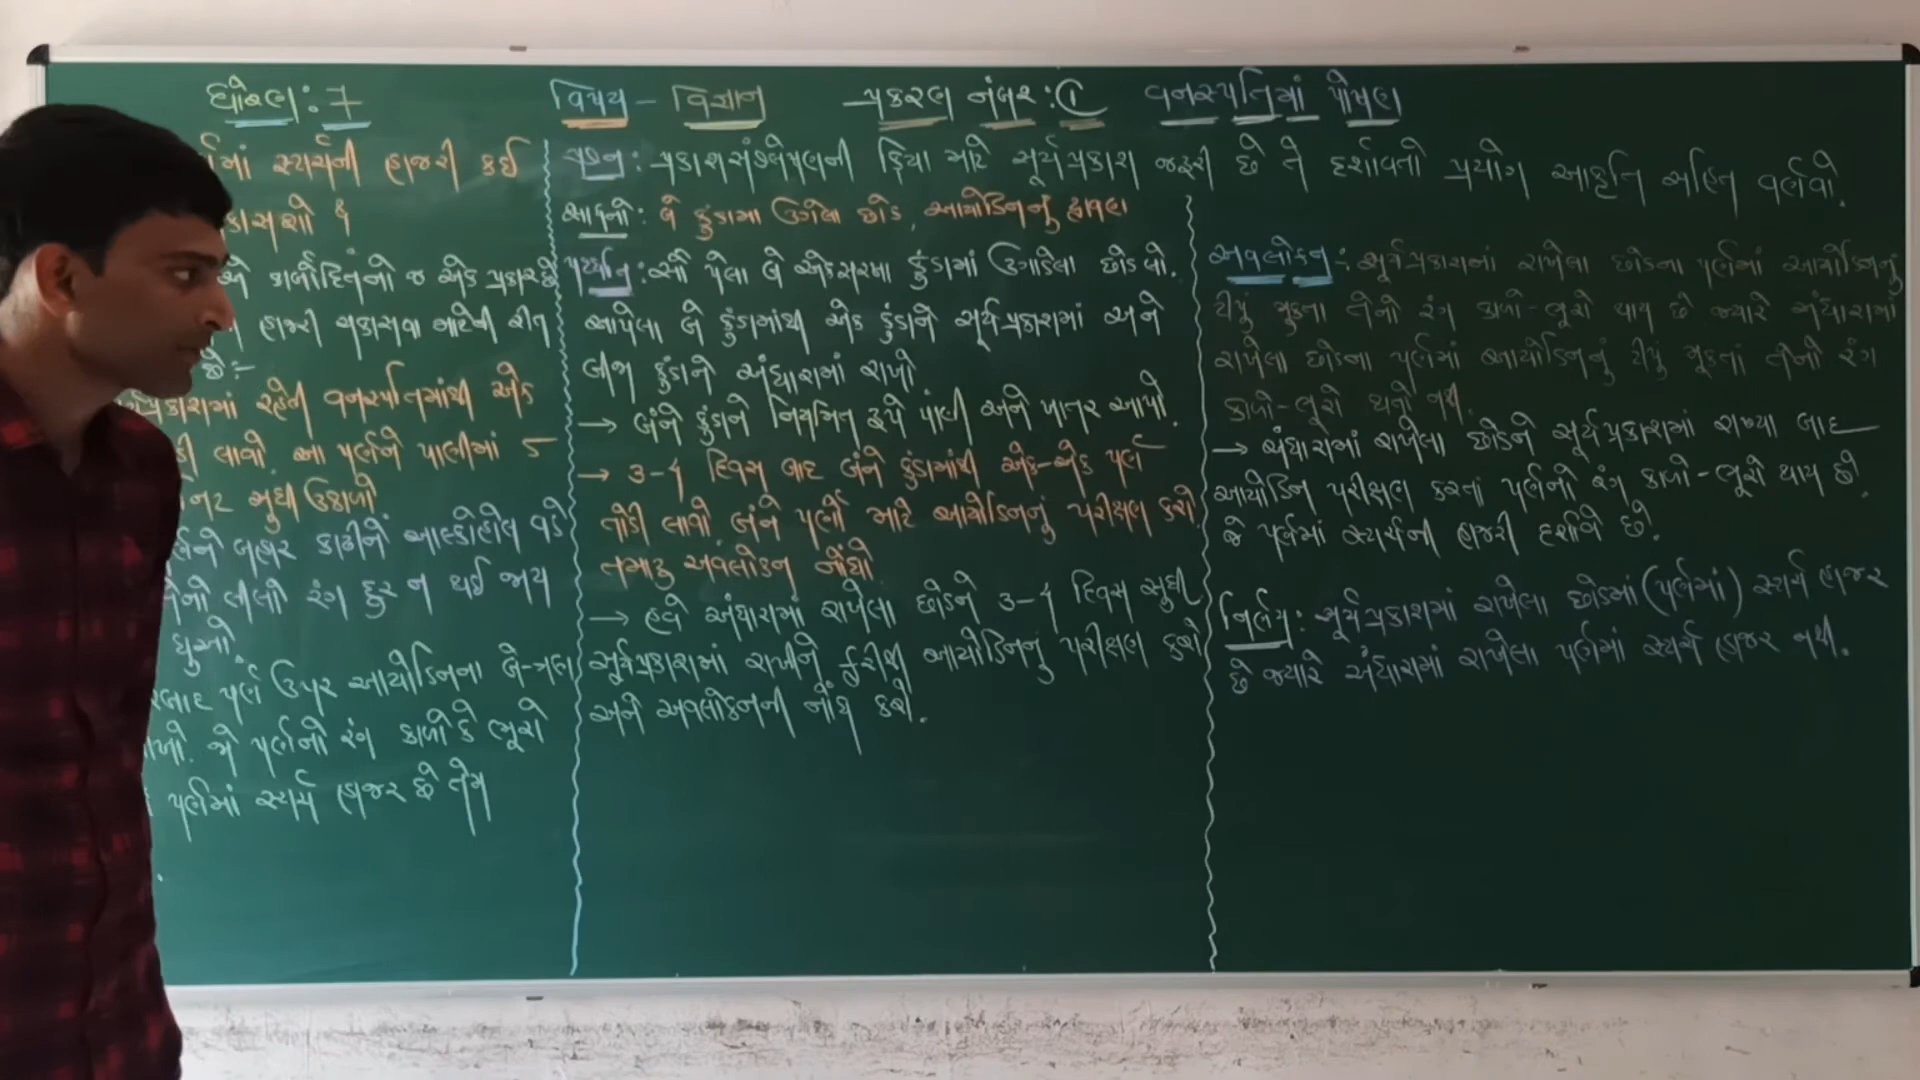 ધોરણ : 7 વિષય - વિજ્ઞાન પ્રકરણ નંબર : ① વનસ્પતિમાં પોષણ
માં સ્ટાર્ચની હાજરી કઈ
ચકાસશો ?
એ કાર્બોદિતનો જ એક પ્રકાર છે
હાજરી ચકાસવા માટેની રીત
છે :-
સૂર્યપ્રકાશમાં રહેલી વનસ્પતિમાંથી એક
લાવો. આ પર્ણને પાણીમાં 5
મિનિટ સુધી ઉકાળો
પર્ણને બહાર કાઢીને આલ્કોહોલ વડે
તેનો લીલો રંગ દુર ન થઈ જાય
ધુઓ.
ત્યારબાદ પર્ણ ઉપર આયોડિનના બે-ત્રણ
નાખો. જો પર્ણનો રંગ કાળો કે ભૂરો
પર્ણમાં સ્ટાર્ચ હાજર છે તેમ
પ્રશ્ન : પ્રકાશસંશ્લેષણની ક્રિયા માટે સૂર્યપ્રકાશ જરૂરી છે તે દર્શાવતો પ્રયોગ આકૃતિ સહિત વર્ણવો.
સાધનો : બે કુંડામાં ઉગેલા છોડ, આયોડિનનું દ્રાવણ
પદ્ધતિ : સૌ પેલા બે એકસરખા કુંડામાં ઉગાડેલા છોડ લો.
આપેલા બે કુંડામાંથી એક કુંડાને સૂર્યપ્રકાશમાં અને
બીજા કુંડાને અંધારામાં રાખો
→ બંને કુંડાને નિયમિત રૂપે પાણી અને ખાતર આપો.
→ 3-4 દિવસ બાદ બંને કુંડામાંથી એક-એક પર્ણ
તોડી લાવો બંને પર્ણો માટે આયોડિનનું પરીક્ષણ કરો
તમારૂ અવલોકન નોંધો
→ હવે અંધારામાં રાખેલા છોડને 3-4 દિવસ સુધી
સૂર્યપ્રકાશમાં રાખીને ફરીથી આયોડિનનું પરીક્ષણ કરો
અને અવલોકનની નોંધ કરો.
અવલોકન : સૂર્યપ્રકાશમાં રાખેલા છોડના પર્ણમાં આયોડિનનું
ટીપું મુકતા તેનો રંગ કાળો-ભૂરો થાય છે જ્યારે અંધારામાં
રાખેલા છોડના પર્ણમાં આયોડિનનું ટીપું મૂકતાં તેનો રંગ
કાળો-ભૂરો થતો નથી.
→ અંધારામાં રાખેલા છોડને સૂર્યપ્રકાશમાં રાખ્યા બાદ
આયોડિન પરીક્ષણ કરતાં પર્ણનો રંગ કાળો-ભૂરો થાય છે.
જે પર્ણમાં સ્ટાર્ચની હાજરી દર્શાવે છે.
નિર્ણય : સૂર્યપ્રકાશમાં રાખેલા છોડમાં (પર્ણમાં) સ્ટાર્ચ હાજર
છે જ્યારે અંધારામાં રાખેલા પર્ણમાં સ્ટાર્ચ હાજર નથી.